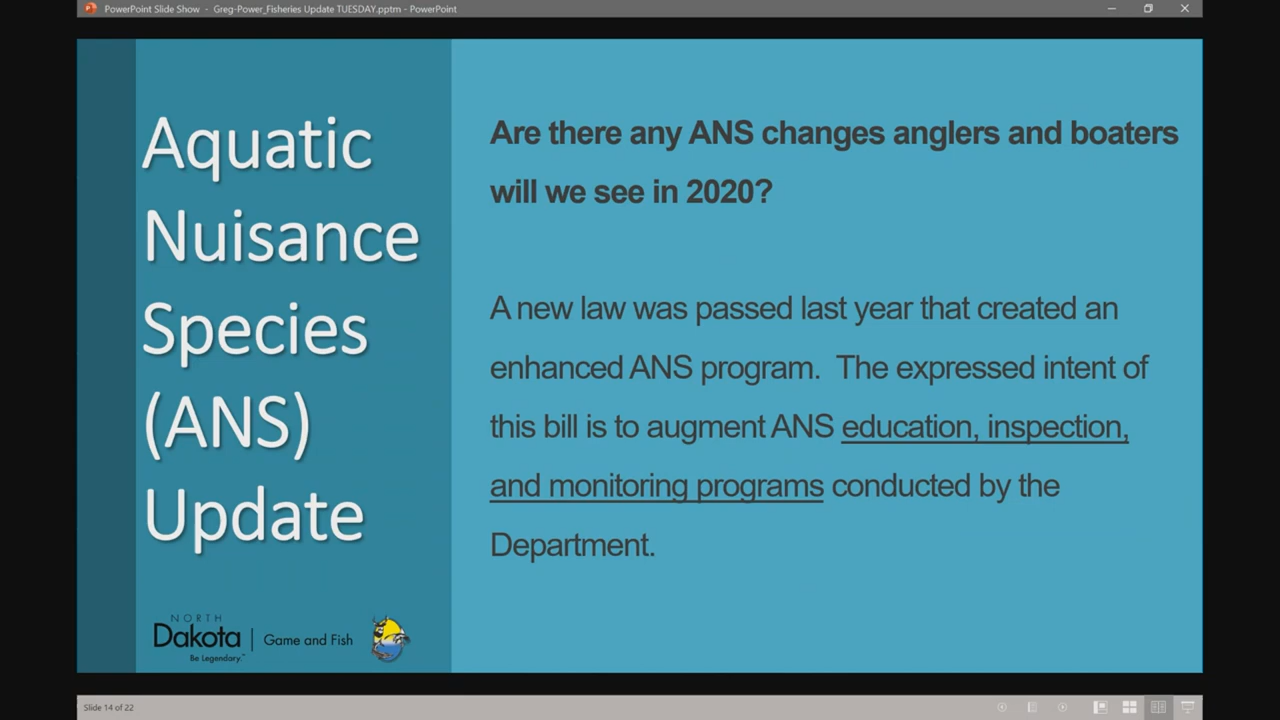 PowerPoint Slide Show - Greg-Power_Fisheries Update TUESDAY.pptm - PowerPoint
Aquatic
Nuisance
Species
(ANS)
Update
NORTH
Dakota
Be Legendary.™
Game and Fish
Are there any ANS changes anglers and boaters
will we see in 2020?
A new law was passed last year that created an
enhanced ANS program.  The expressed intent of
this bill is to augment ANS education, inspection,
and monitoring programs conducted by the
Department.
Slide 14 of 22